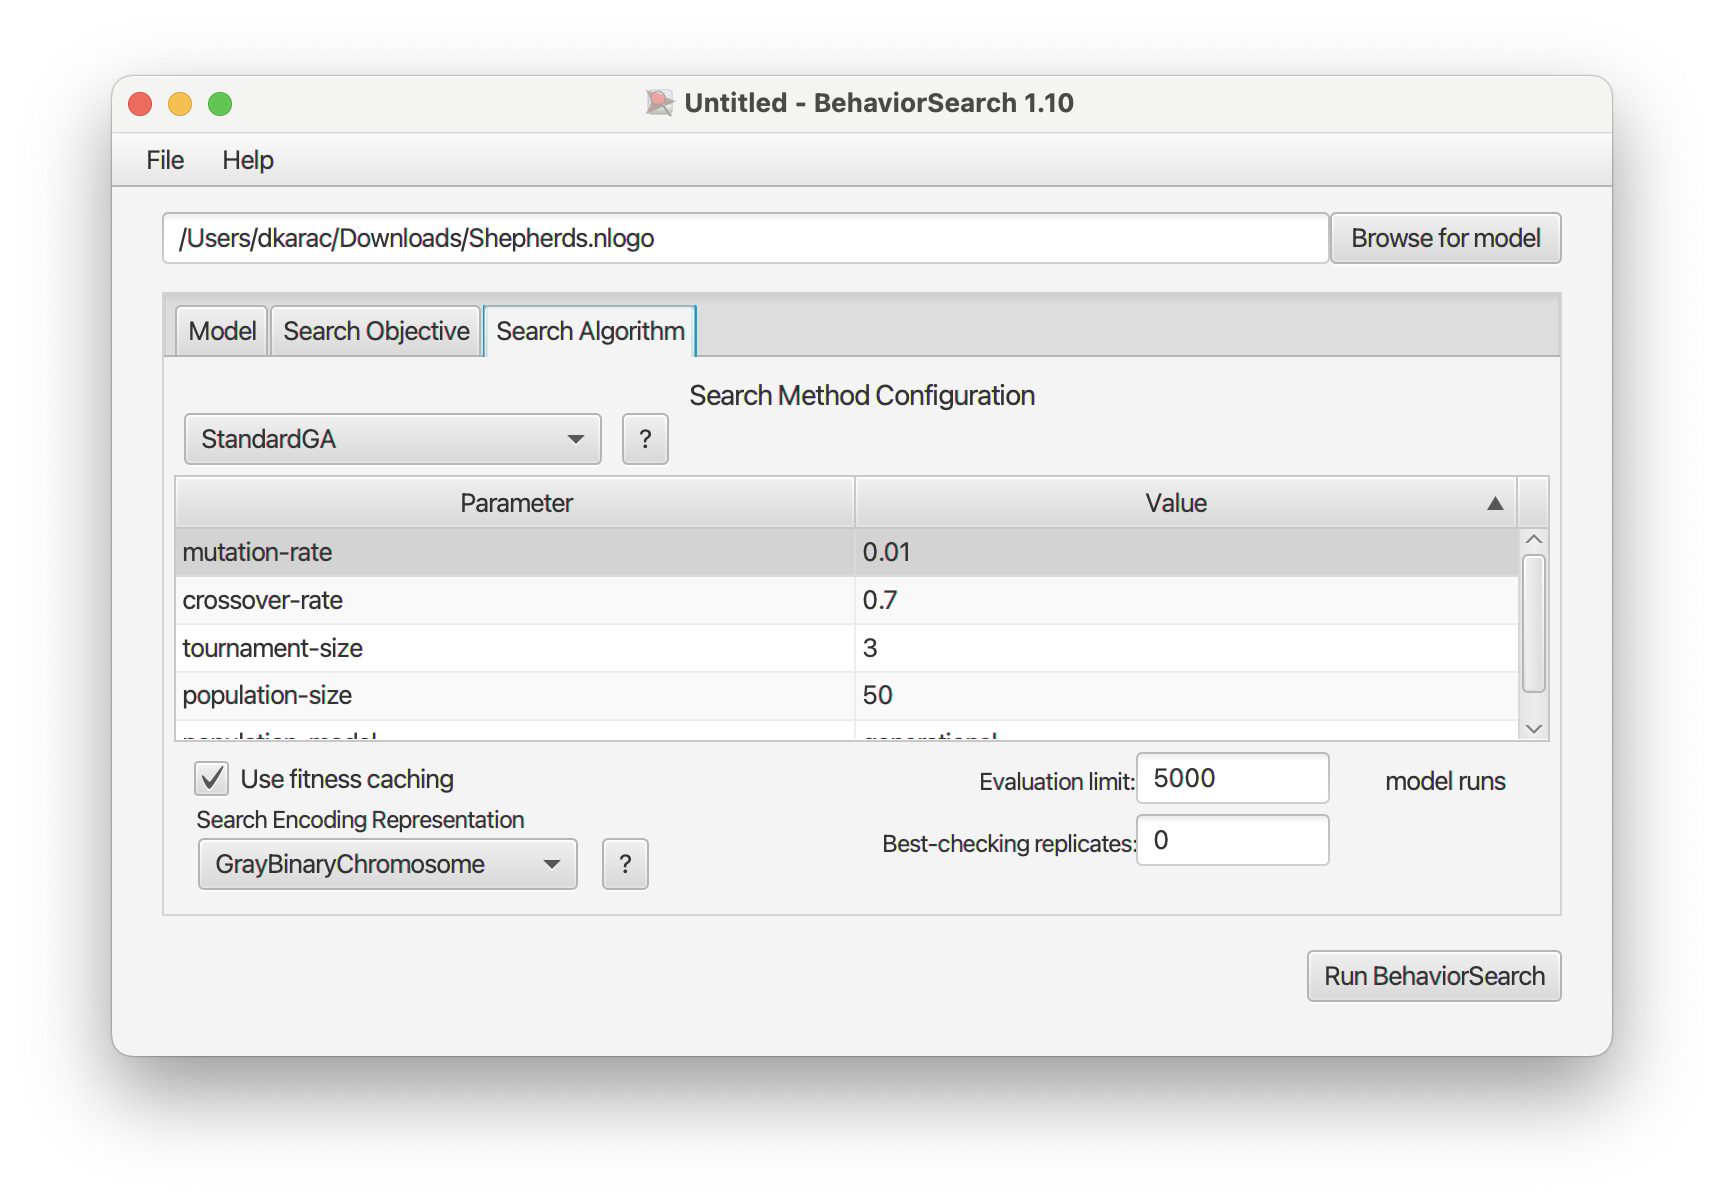 Untitled - BehaviorSearch 1.10
File Help
/Users/dkarac/Downloads/Shepherds.nlogo Browse for model
Model Search Objective Search Algorithm
Search Method Configuration
StandardGA ?
Parameter Value
mutation-rate 0.01
crossover-rate 0.7
tournament-size 3
population-size 50
population-model generational
Use fitness caching Evaluation limit: 5000 model runs
Search Encoding Representation
Best-checking replicates: 0
GrayBinaryChromosome ?
Run BehaviorSearch